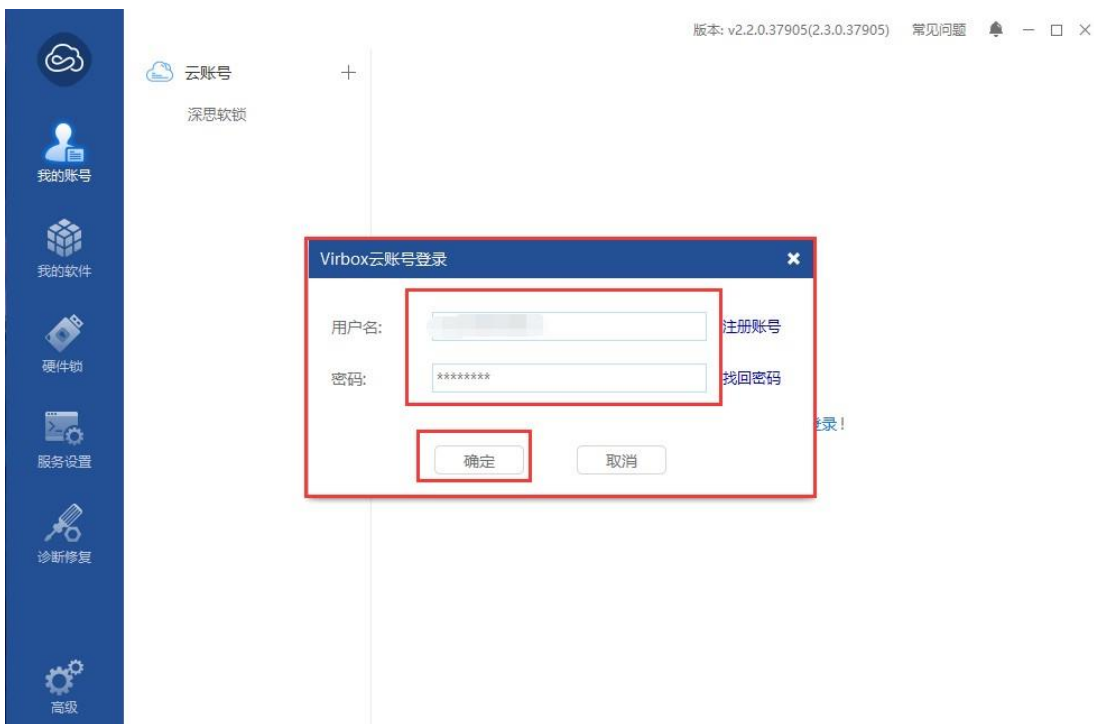 版本: v2.2.0.37905(2.3.0.37905) 常见问题
云账号
深思软锁
我的账号
我的软件
硬件锁
服务设置
诊断修复
高级
Virbox云账号登录
用户名: 注册账号
密码: ******** 找回密码
登录!
确定 取消